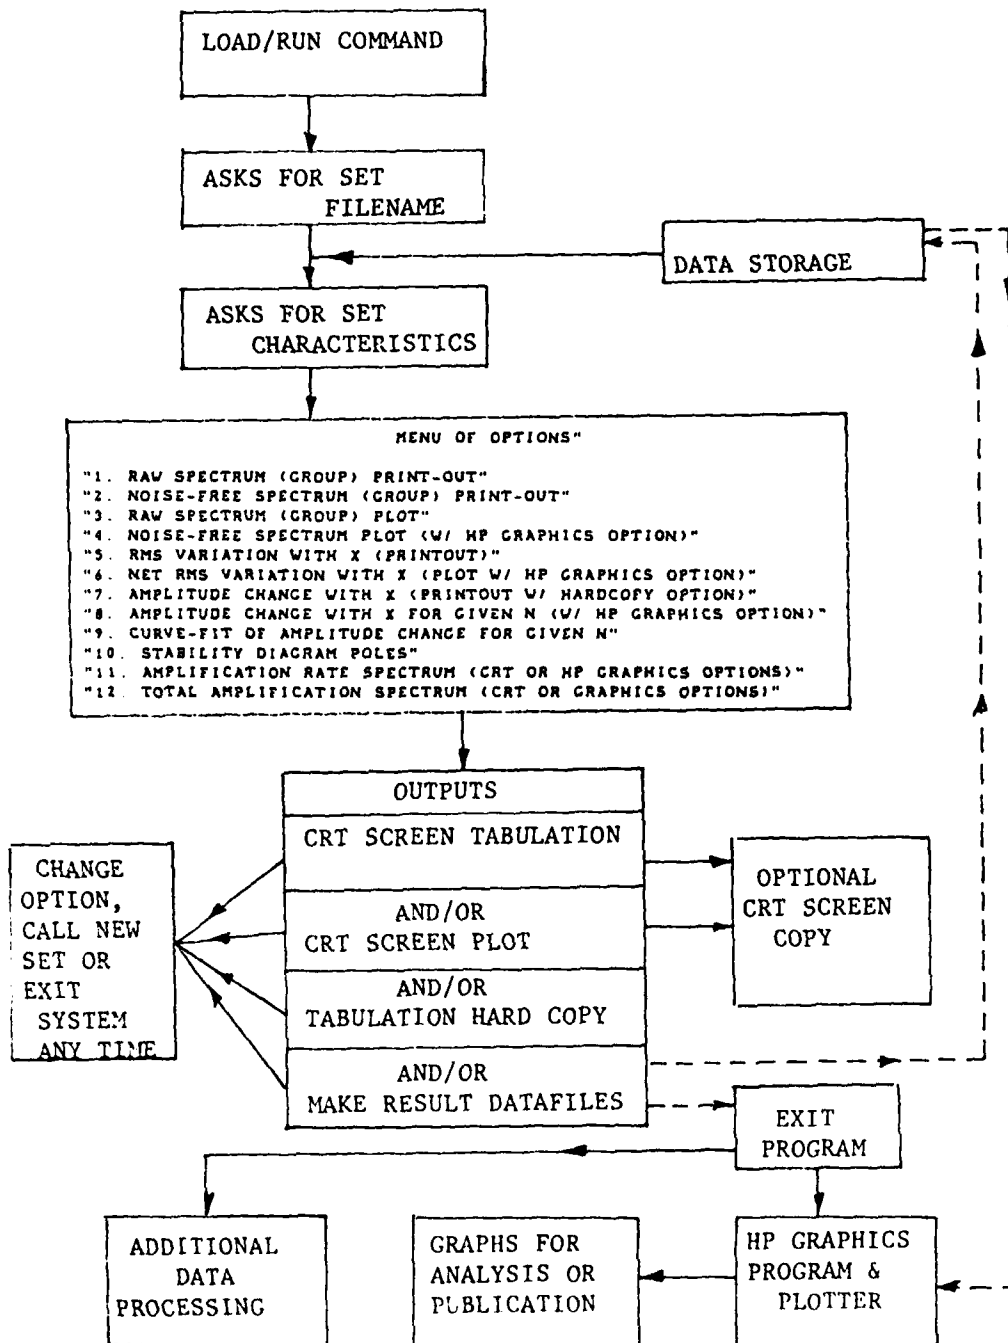 LOAD/RUN COMMAND
ASKS FOR SET
FILENAME
DATA STORAGE
ASKS FOR SET
CHARACTERISTICS
MENU OF OPTIONS"
"1. RAW SPECTRUM (GROUP) PRINT-OUT"
"2. NOISE-FREE SPECTRUM (GROUP) PRINT-OUT"
"3. RAW SPECTRUM (GROUP) PLOT"
"4. NOISE-FREE SPECTRUM PLOT (W/ HP GRAPHICS OPTION)"
"5. RMS VARIATION WITH X (PRINTOUT)"
"6. NET RMS VARIATION WITH X (PLOT W/ HP GRAPHICS OPTION)"
"7. AMPLITUDE CHANGE WITH X (PRINTOUT W/ HARDCOPY OPTION)"
"8. AMPLITUDE CHANGE WITH X FOR GIVEN N (W/ HP GRAPHICS OPTION)"
"9. CURVE-FIT OF AMPLITUDE CHANGE FOR GIVEN N"
"10. STABILITY DIAGRAM POLES"
"11. AMPLIFICATION RATE SPECTRUM (CRT OR HP GRAPHICS OPTIONS)"
"12. TOTAL AMPLIFICATION SPECTRUM (CRT OR GRAPHICS OPTIONS)"
OUTPUTS
CRT SCREEN TABULATION
AND/OR
CRT SCREEN PLOT
AND/OR
TABULATION HARD COPY
AND/OR
MAKE RESULT DATAFILES
CHANGE
OPTION,
CALL NEW
SET OR
EXIT
SYSTEM
ANY TIME
OPTIONAL
CRT SCREEN
COPY
EXIT
PROGRAM
ADDITIONAL
DATA
PROCESSING
GRAPHS FOR
ANALYSIS OR
PUBLICATION
HP GRAPHICS
PROGRAM &
PLOTTER